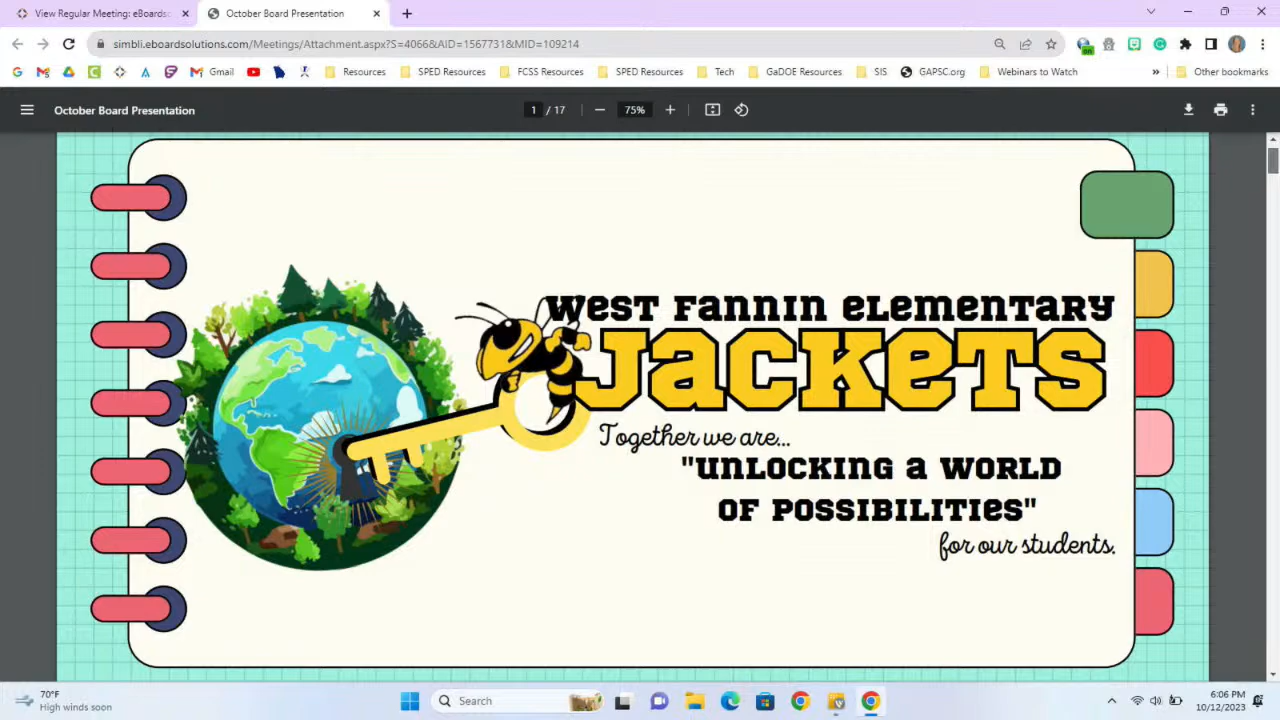 View Regular Meeting: eBoards
October Board Presentation
simbli.eboardsolutions.com/Meetings/Attachment.aspx?S=4066&AID=1567731&MID=109214
Gmail
Resources
SPED Resources
FCSS Resources
SPED Resources
Tech
GaDOE Resources
SIS
GAPSC.org
Webinars to Watch
»
Other bookmarks
October Board Presentation
1 / 17
75%
WEST FANNIN ELEMENTARY
JACKETS
Together we are...
"UNLOCKING A WORLD
OF POSSIBILITIES"
for our students.
70°F
High winds soon
Search
6:06 PM
10/12/2023